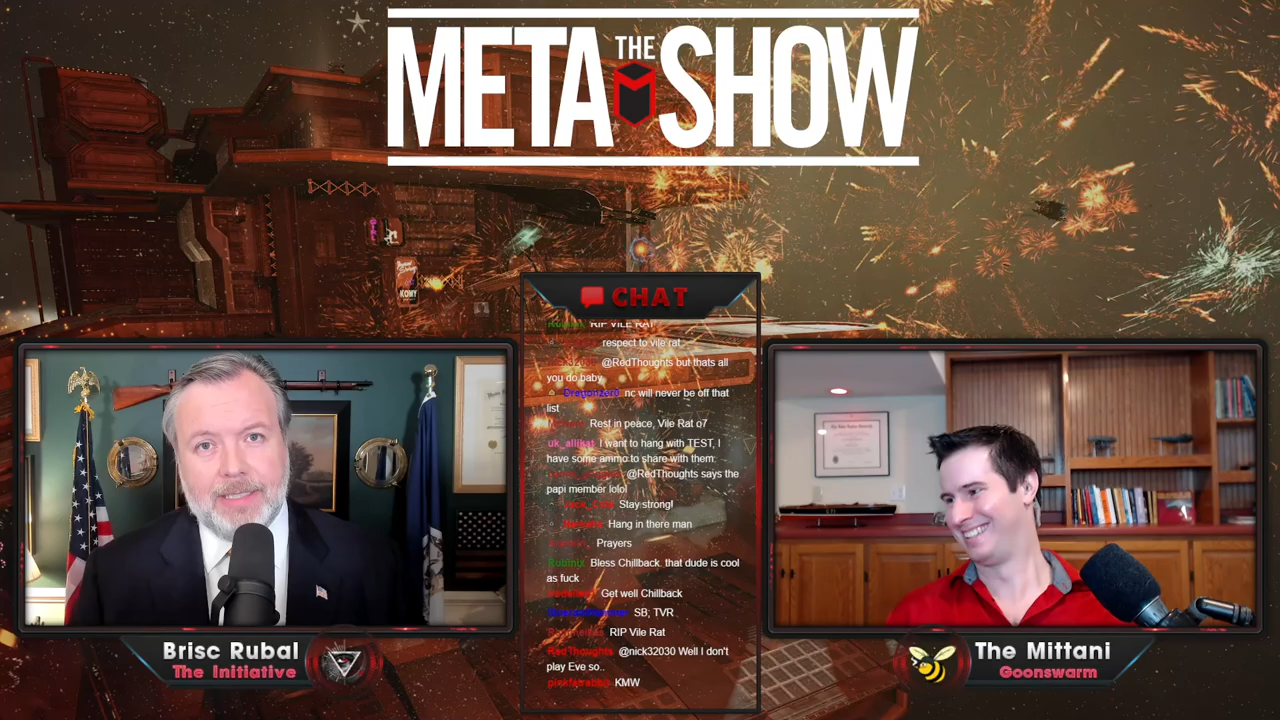 META THE SHOW
CHAT
RIP VILE RAT
respect to vile rat
@RedThoughts but thats all
you do baby
Dragonzer0 nc will never be off that
list
Rest in peace, Vile Rat o7
uk_allikat I want to hang with TEST, I
have some ammo to share with them.
@RedThoughts says the
papi member lolol
Stay strong!
Hang in there man
Prayers
Bless Chillback. that dude is cool
as fuck
Get well Chillback
SB; TVR
RIP Vile Rat
RedThoughts @nick32030 Well I don't
play Eve so..
KMW
Brisc Rubal
The Initiative
The Mittani
Goonswarm